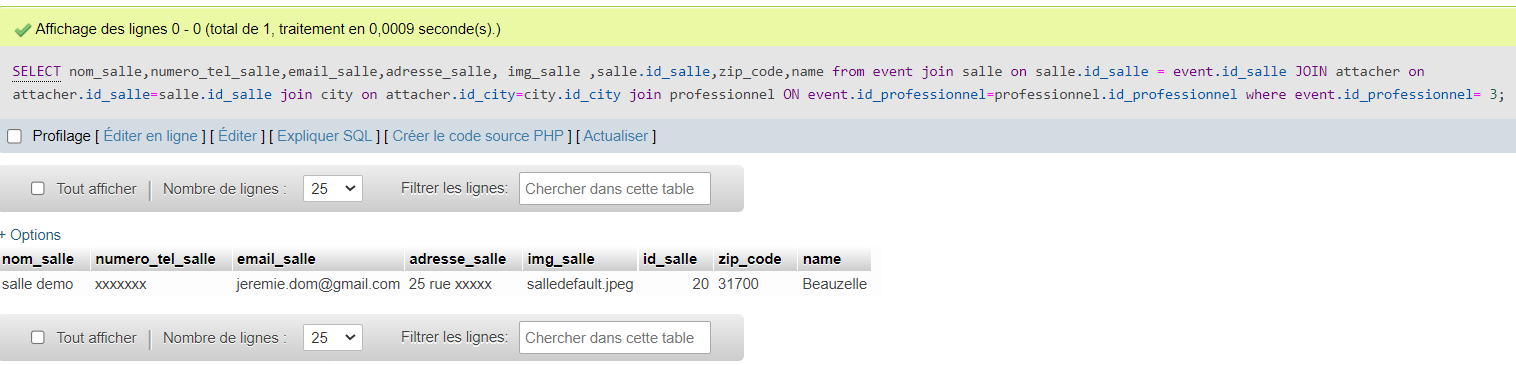 Affichage des lignes 0 - 0 (total de 1, traitement en 0,0009 seconde(s).)
SELECT nom_salle,numero_tel_salle,email_salle,adresse_salle, img_salle ,salle.id_salle,zip_code,name from event join salle on salle.id_salle = event.id_salle JOIN attacher on
attacher.id_salle=salle.id_salle join city on attacher.id_city=city.id_city join professionnel ON event.id_professionnel=professionnel.id_professionnel where event.id_professionnel= 3;
Profilage [ Éditer en ligne ] [ Éditer ] [ Expliquer SQL ] [ Créer le code source PHP ] [ Actualiser ]
Tout afficher | Nombre de lignes : 25 Filtrer les lignes: Chercher dans cette table
+ Options
nom_salle numero_tel_salle email_salle adresse_salle img_salle id_salle zip_code name
salle demo xxxxxxx jeremie.dom@gmail.com 25 rue xxxxx salledefault.jpeg 20 31700 Beauzelle
Tout afficher | Nombre de lignes : 25 Filtrer les lignes: Chercher dans cette table